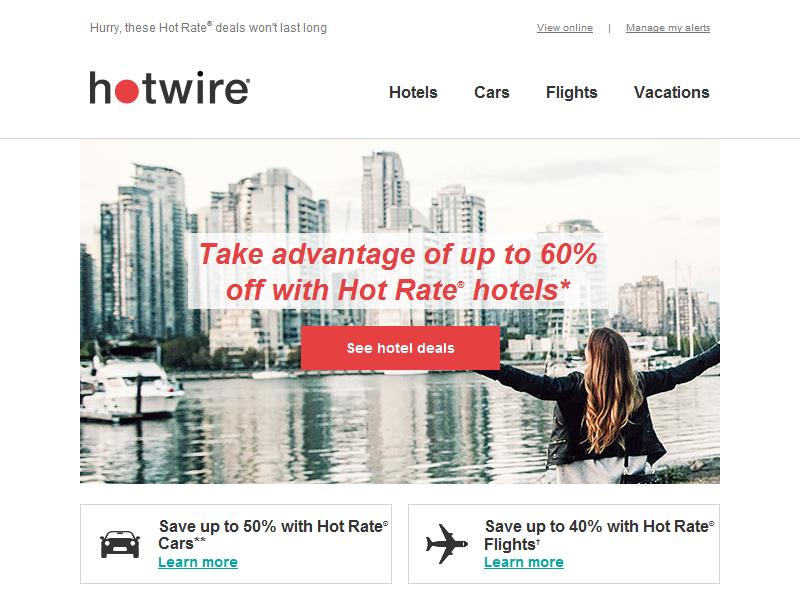 Hurry, these Hot Rate® deals won't last long
View online | Manage my alerts
hotwire®
Hotels Cars Flights Vacations
Take advantage of up to 60%
off with Hot Rate® hotels*
See hotel deals
Save up to 50% with Hot Rate®
Cars**
Learn more
Save up to 40% with Hot Rate®
Flights†
Learn more